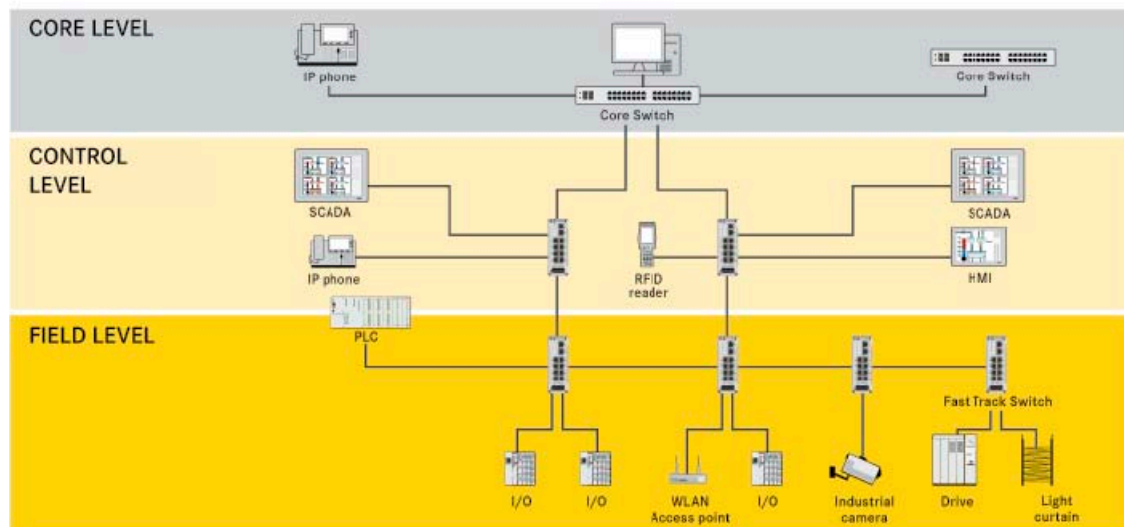 CORE LEVEL
IP phone
Core Switch
Core Switch
CONTROL
LEVEL
SCADA
SCADA
IP phone
RFID
reader
HMI
PLC
FIELD LEVEL
Fast Track Switch
I/O
I/O
WLAN
Access point
I/O
Industrial
camera
Drive
Light
curtain